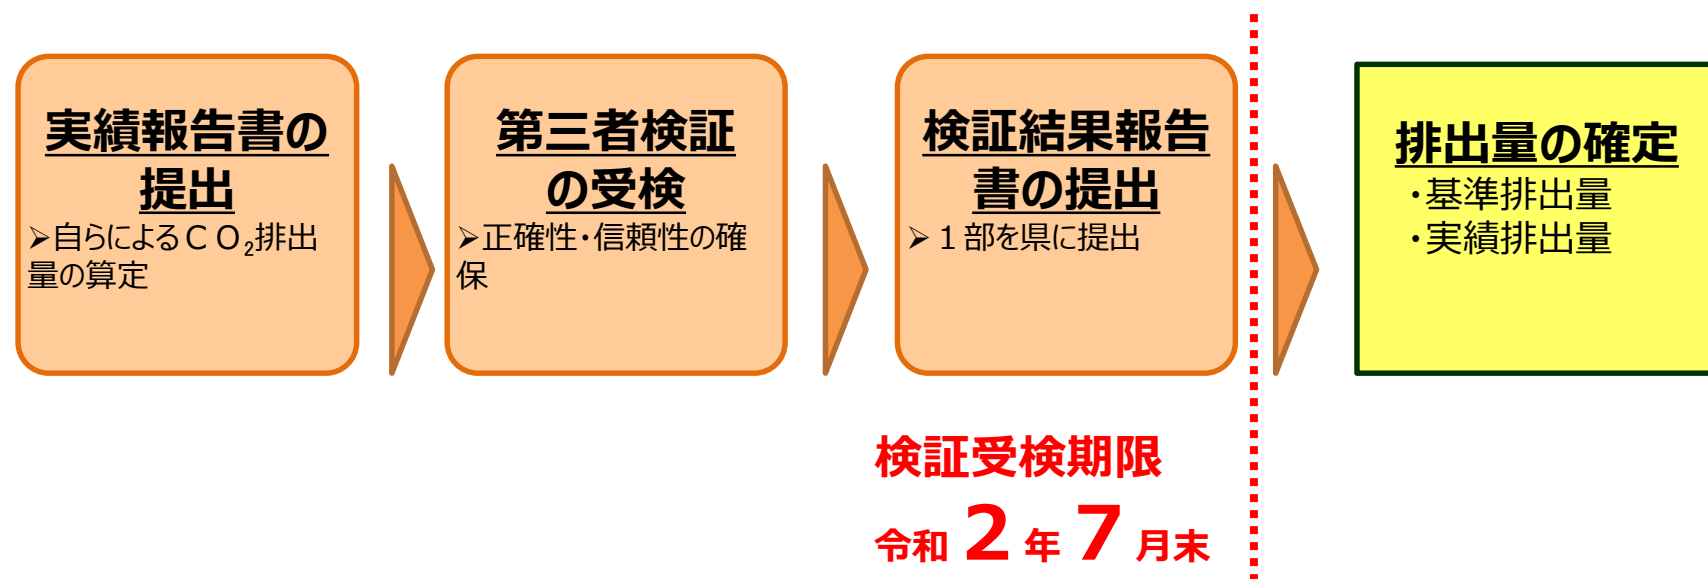 実績報告書の
提出
➢自らによるＣＯ₂排出
量の算定
第三者検証
の受検
➢正確性・信頼性の確
保
検証結果報告
書の提出
➢１部を県に提出
排出量の確定
・基準排出量
・実績排出量
検証受検期限
令和２年７月末